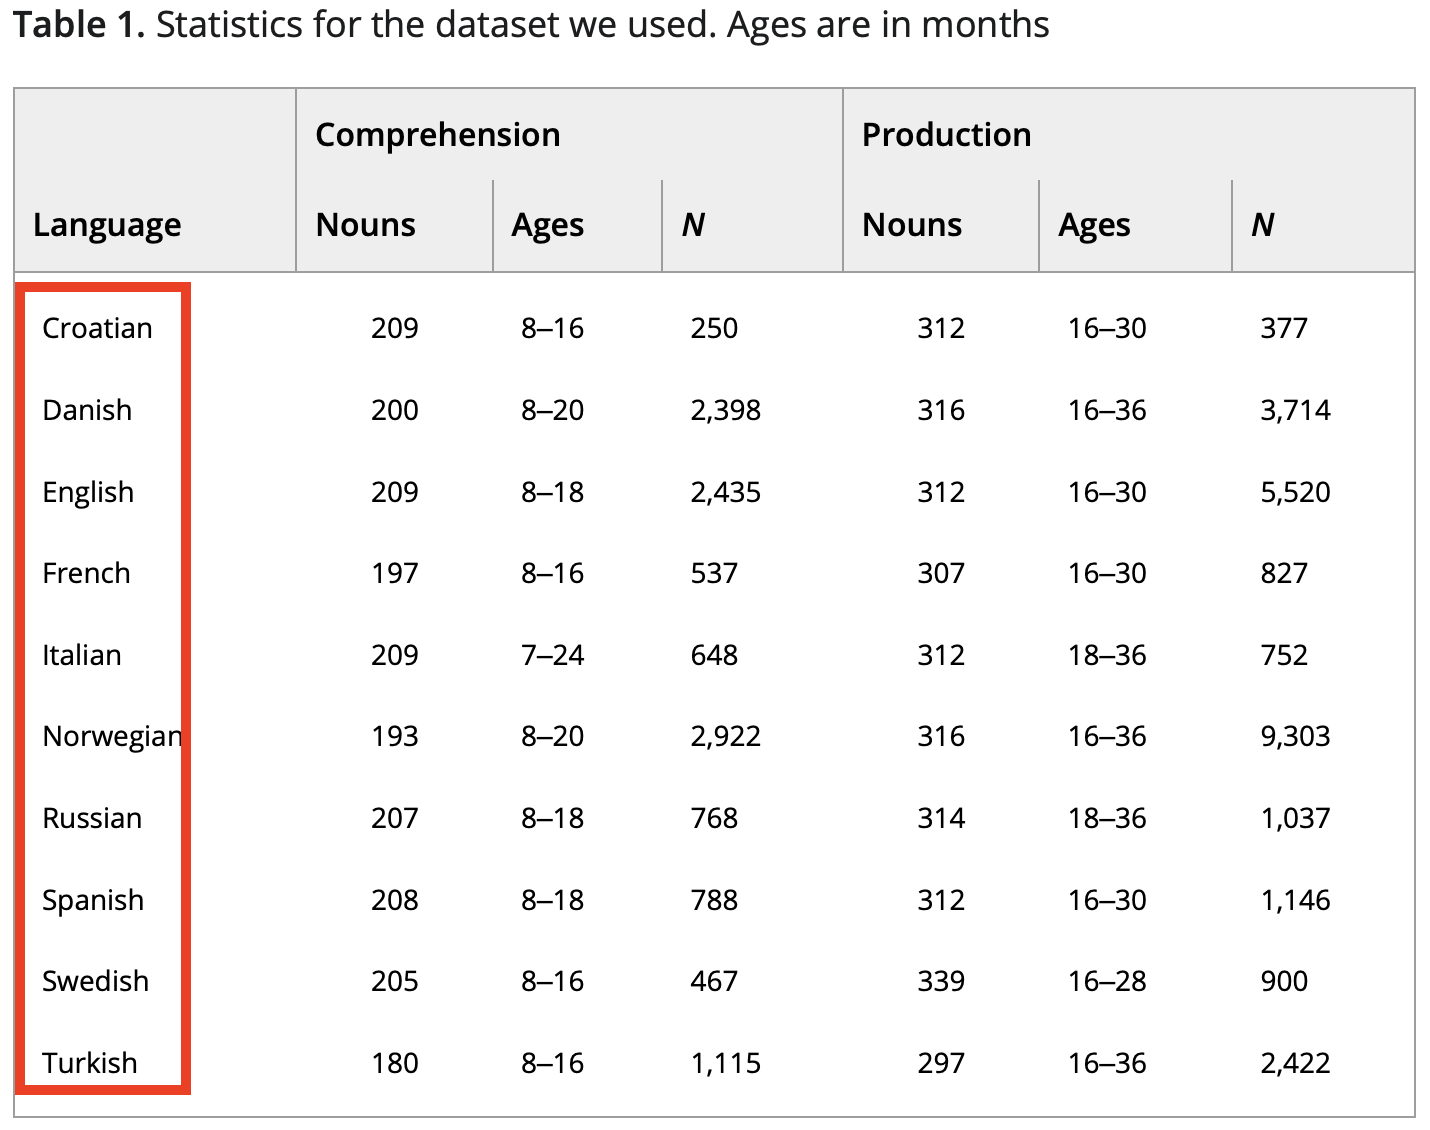 Table 1. Statistics for the dataset we used. Ages are in months
Comprehension Production
Language Nouns Ages N Nouns Ages N
Croatian 209 8–16 250 312 16–30 377
Danish 200 8–20 2,398 316 16–36 3,714
English 209 8–18 2,435 312 16–30 5,520
French 197 8–16 537 307 16–30 827
Italian 209 7–24 648 312 18–36 752
Norwegian 193 8–20 2,922 316 16–36 9,303
Russian 207 8–18 768 314 18–36 1,037
Spanish 208 8–18 788 312 16–30 1,146
Swedish 205 8–16 467 339 16–28 900
Turkish 180 8–16 1,115 297 16–36 2,422